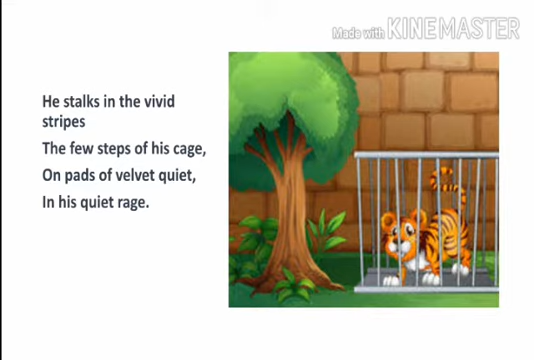 Made with KINEMASTER
He stalks in the vivid
stripes
The few steps of his cage,
On pads of velvet quiet,
In his quiet rage.